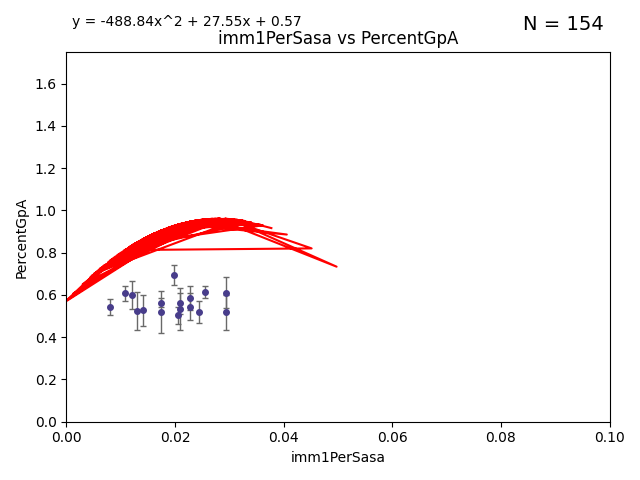 y = -488.84x^2 + 27.55x + 0.57
N = 154
imm1PerSasa vs PercentGpA
1.6
1.4
1.2
1.0
0.8
0.6
0.4
0.2
0.0
PercentGpA
0.00 0.02 0.04 0.06 0.08 0.10
imm1PerSasa